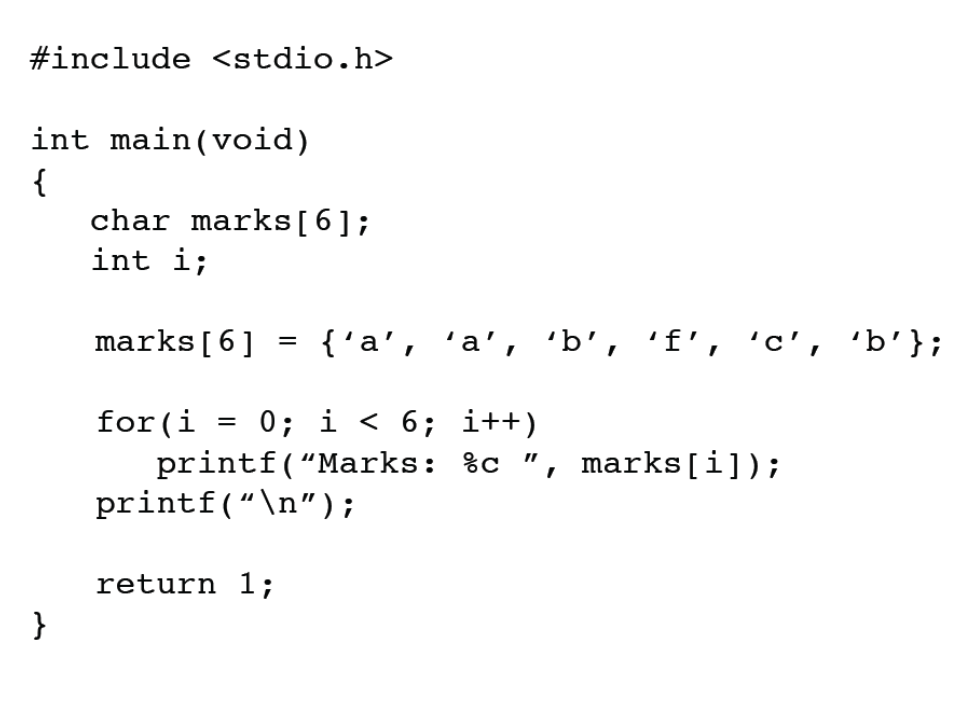 #include <stdio.h>
int main(void)
{
char marks[6];
int i;
marks[6] = {‘a’, ‘a’, ‘b’, ‘f’, ‘c’, ‘b’};
for(i = 0; i < 6; i++)
printf(“Marks: %c ”, marks[i]);
printf(“\n”);
return 1;
}